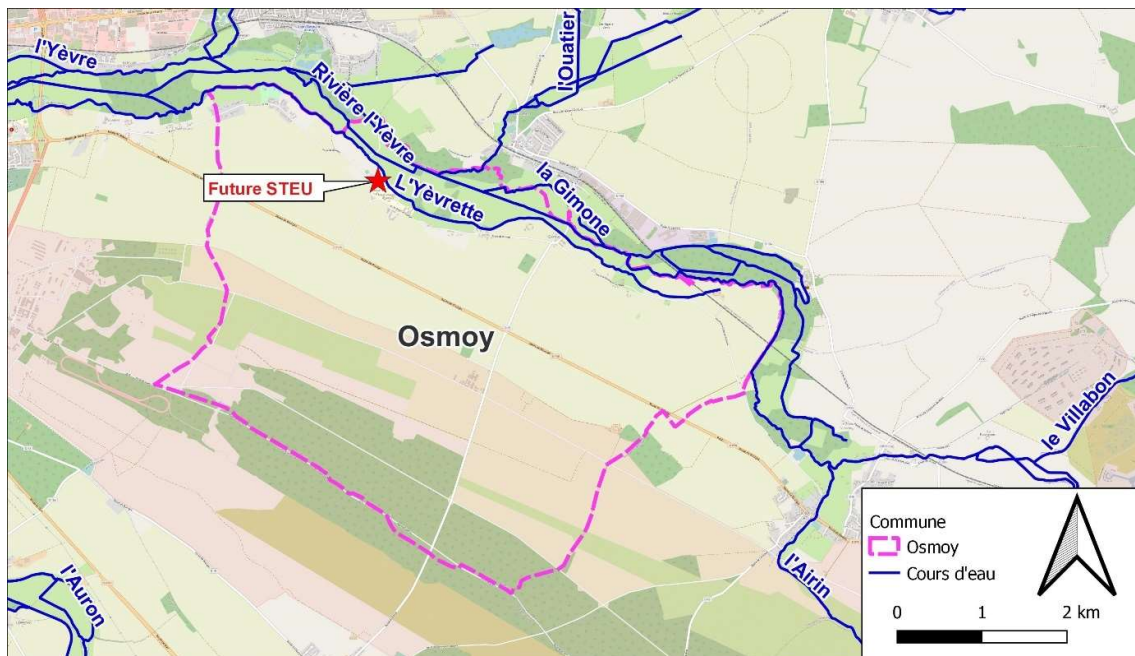 l'Yèvre
l'Ouatier
Rivière l'Yèvre
la Gimone
Future STEU
L'Yèvrette
Osmoy
le Villabon
l'Airin
l'Auron
Commune
Osmoy
Cours d'eau
0 1 2 km